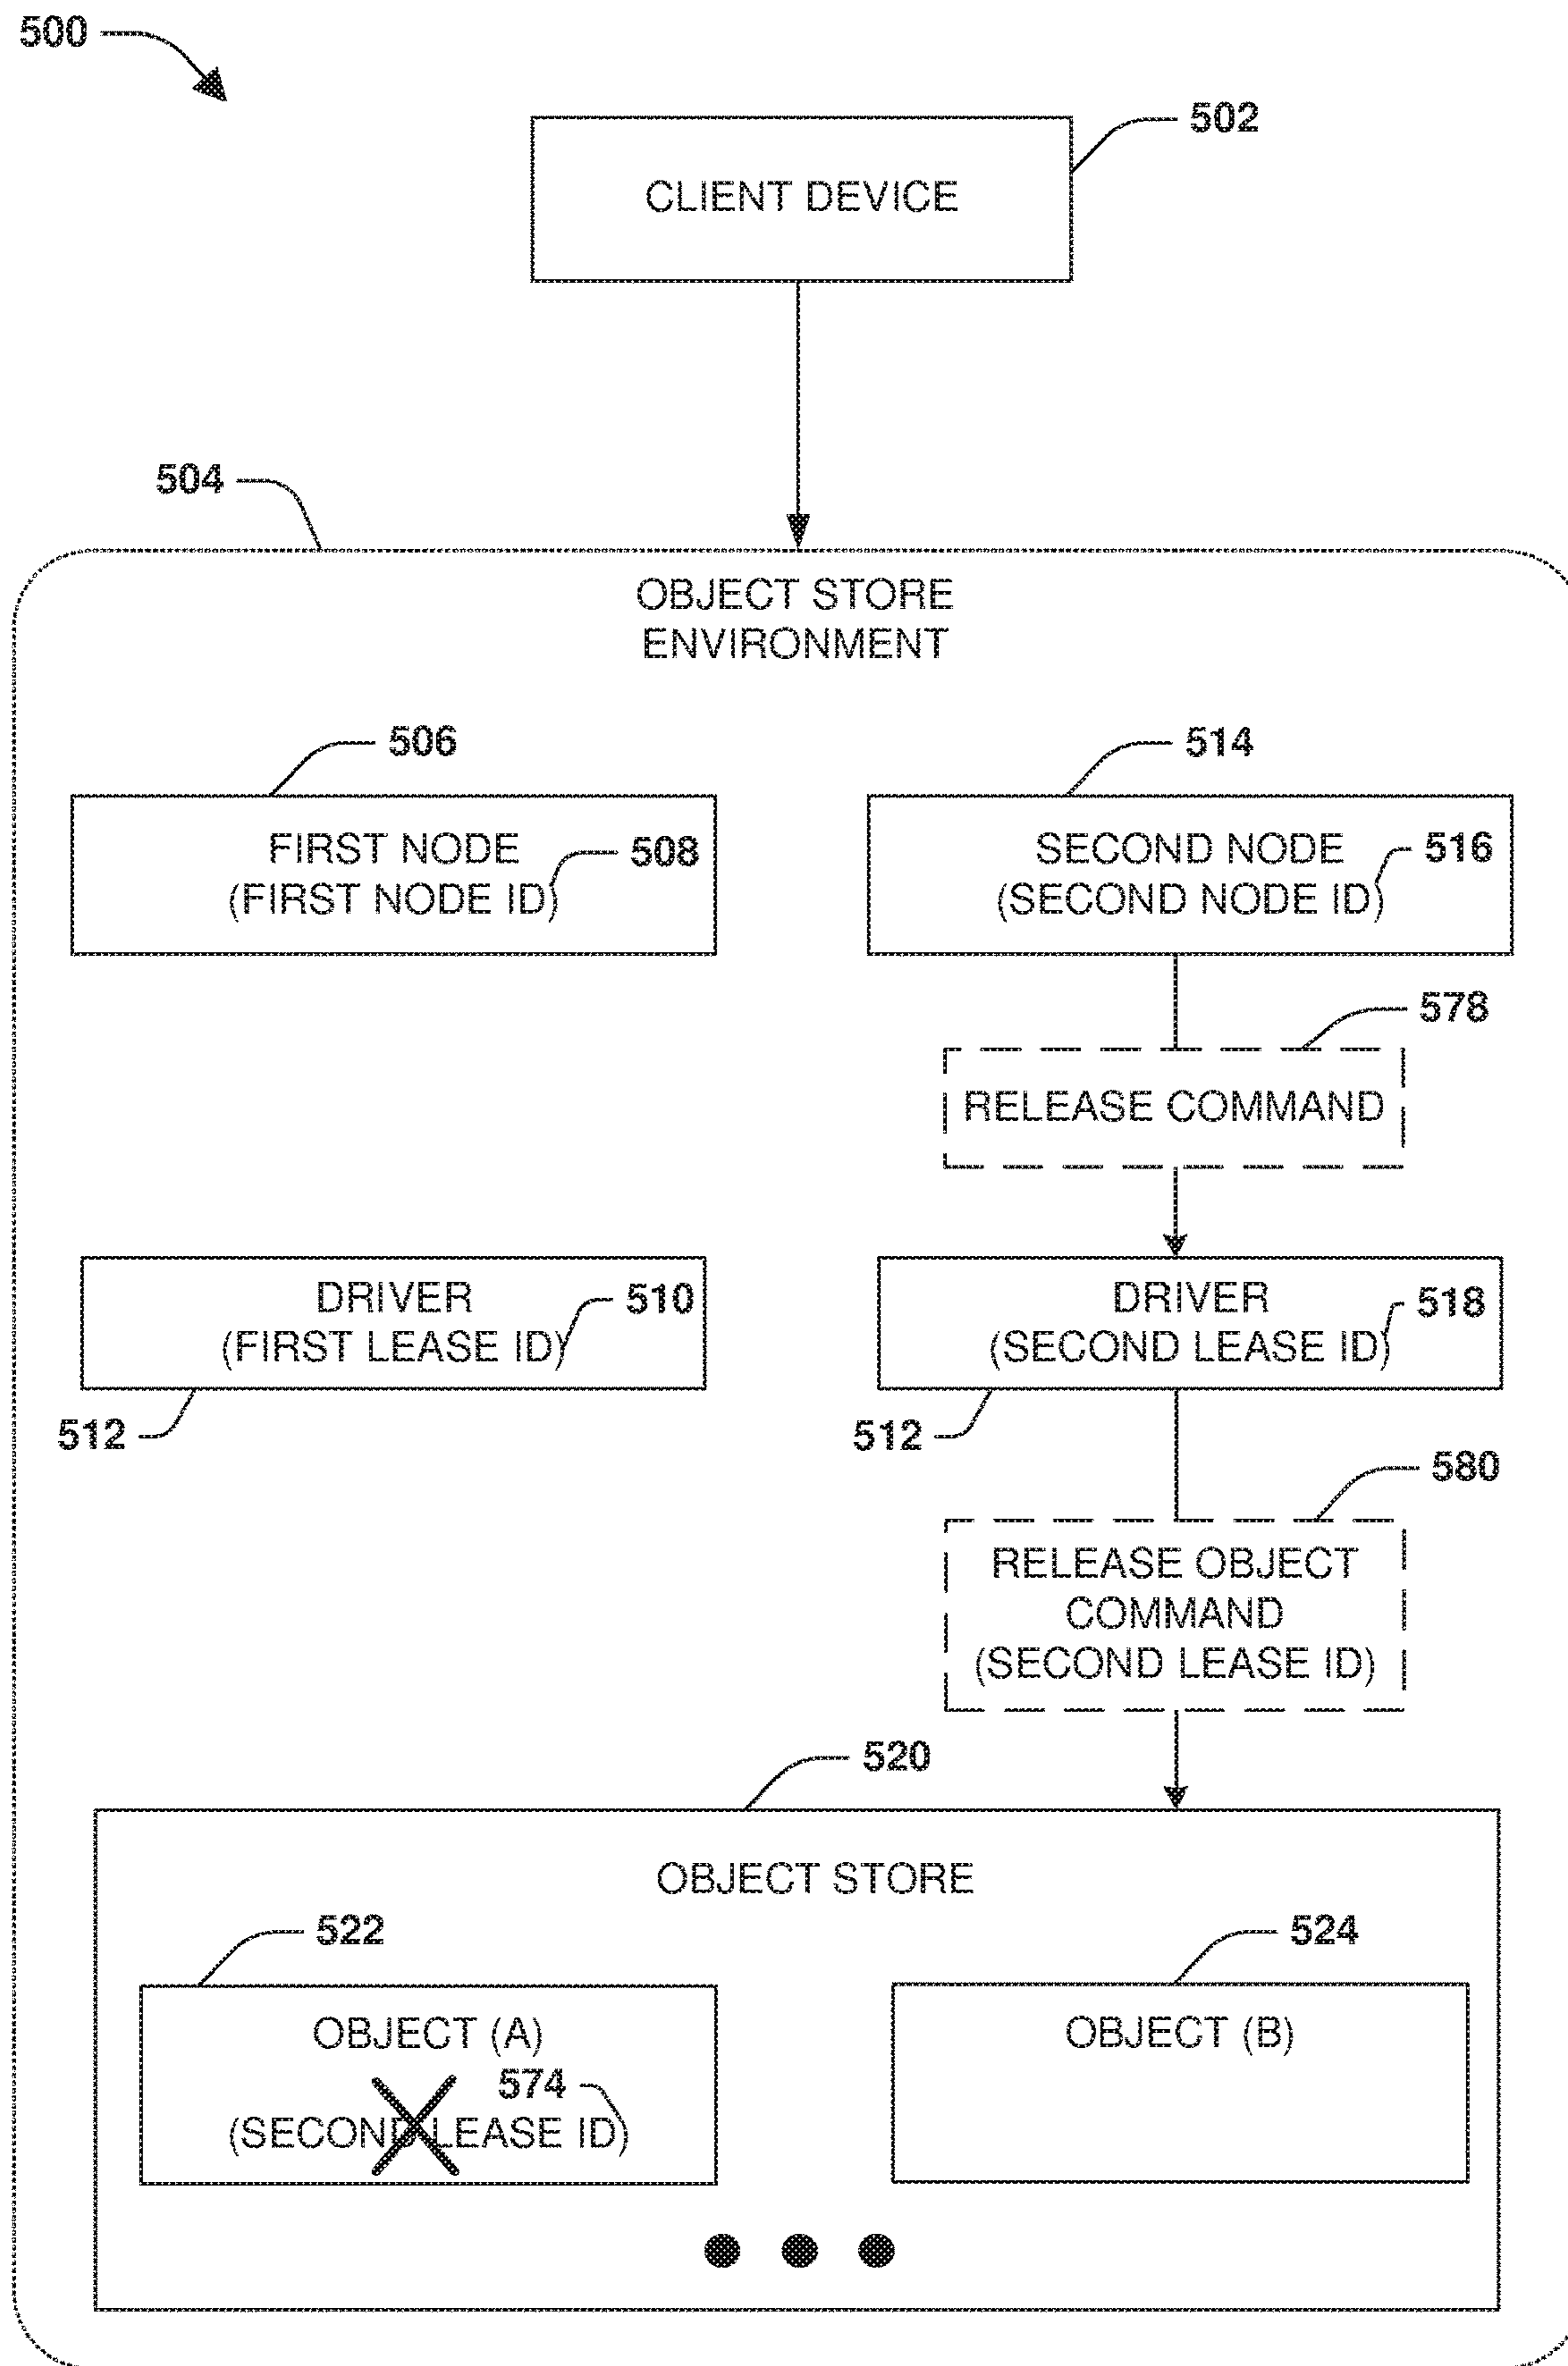 500
502
CLIENT DEVICE
504
OBJECT STORE
ENVIRONMENT
506
514
FIRST NODE
508
(FIRST NODE ID)
SECOND NODE
516
(SECOND NODE ID)
578
RELEASE COMMAND
DRIVER
510
(FIRST LEASE ID)
DRIVER
518
(SECOND LEASE ID)
512
512
580
RELEASE OBJECT
COMMAND
(SECOND LEASE ID)
520
OBJECT STORE
522
524
OBJECT (A)
574
(SECOND LEASE ID)
OBJECT (B)